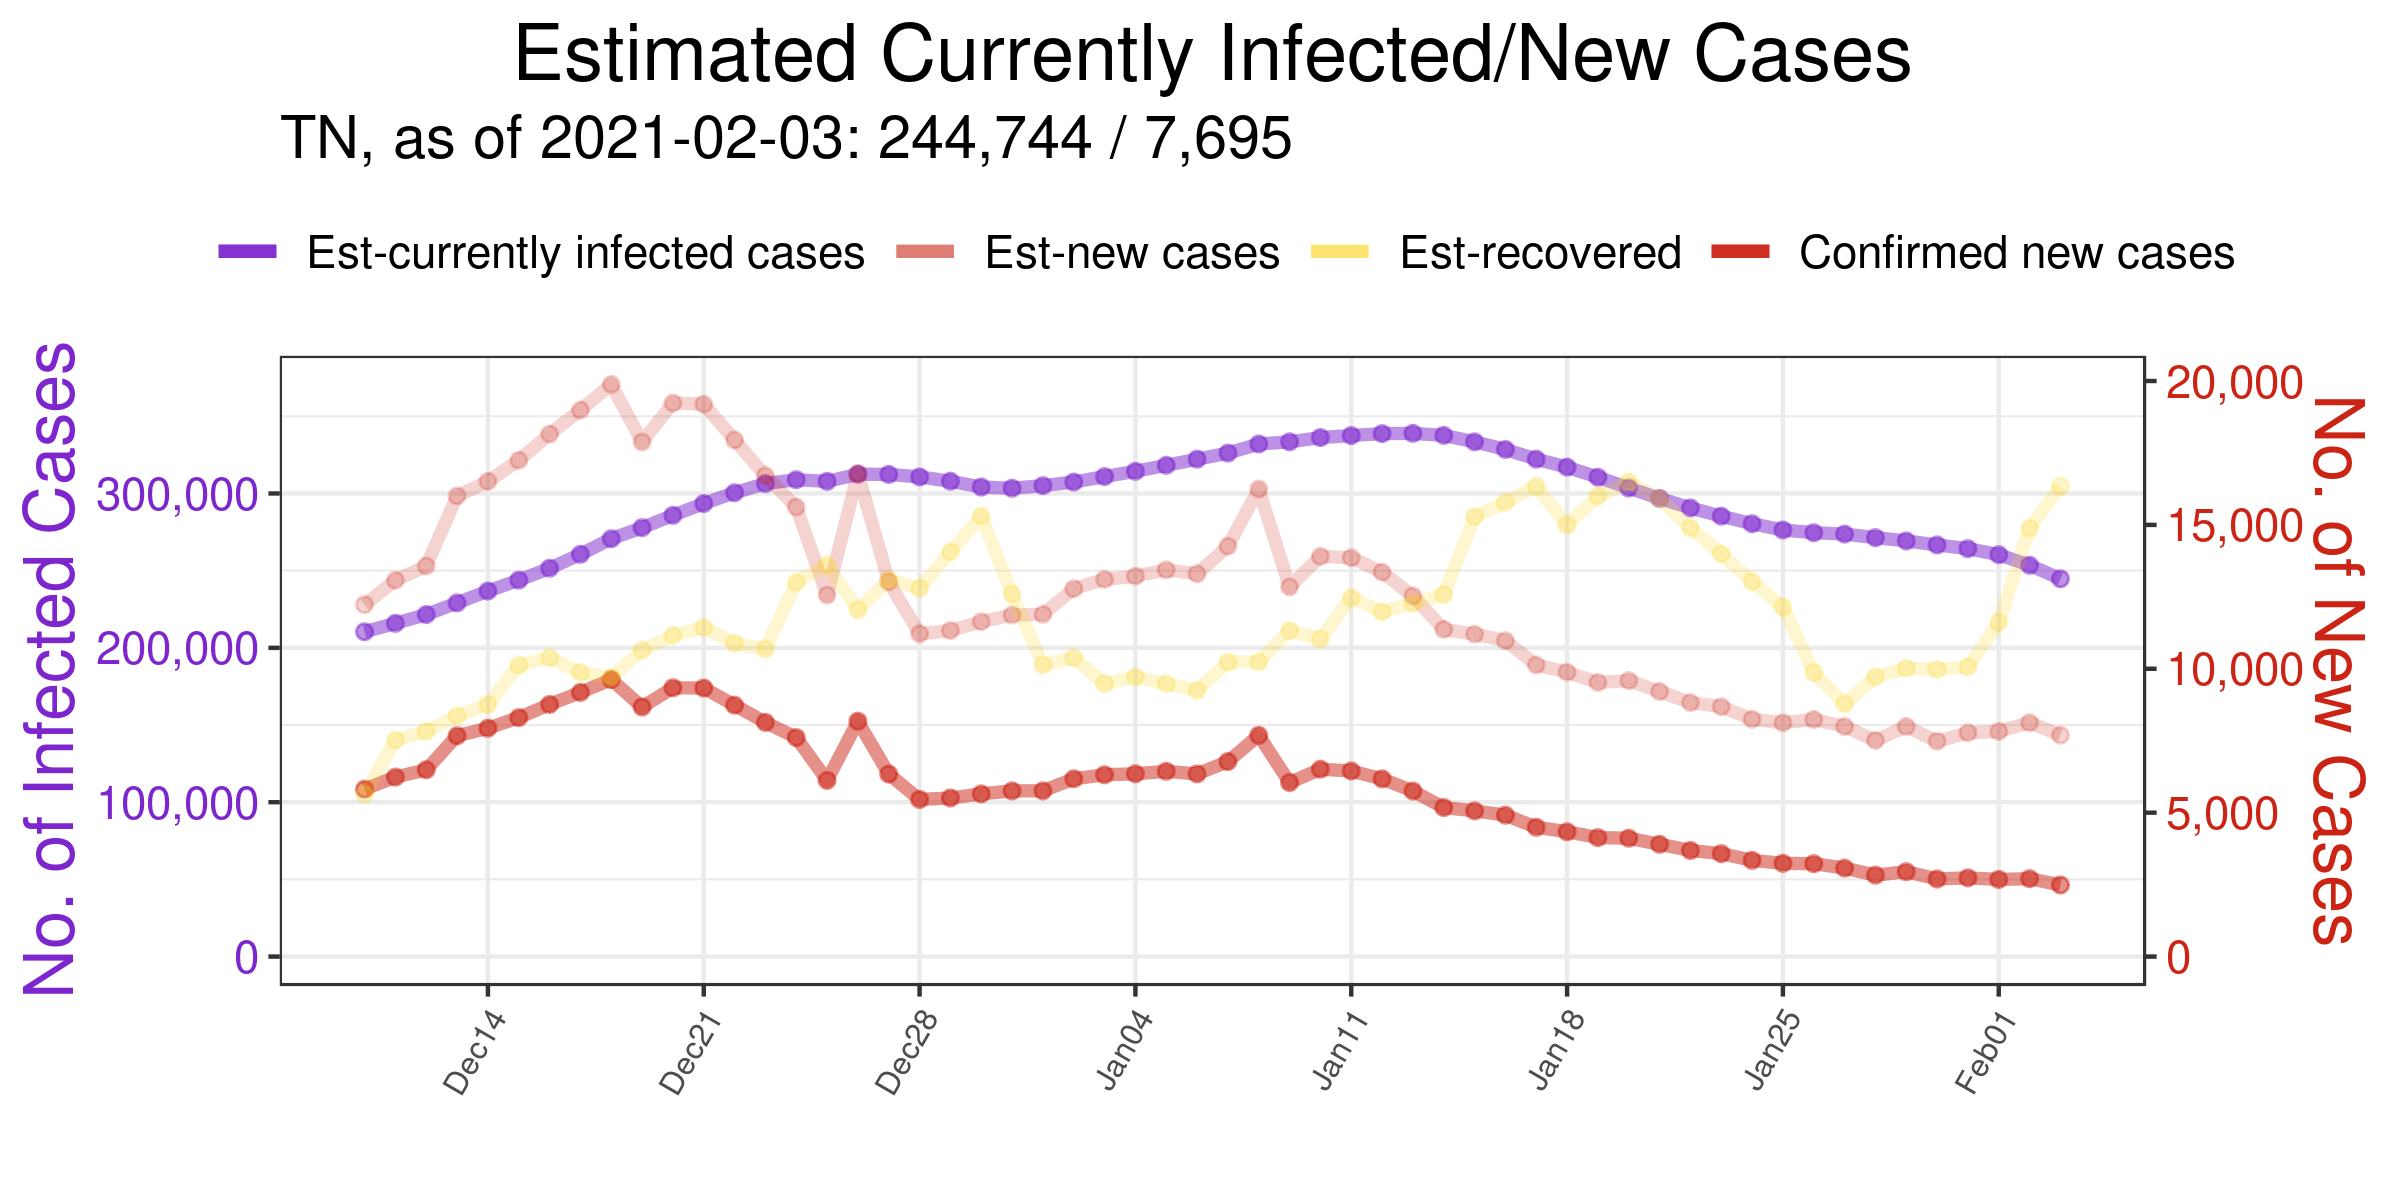 Estimated Currently Infected/New Cases
TN, as of 2021-02-03: 244,744 / 7,695
Est-currently infected cases
Est-new cases
Est-recovered
Confirmed new cases
No. of Infected Cases
300,000
200,000
100,000
0
20,000
15,000
10,000
5,000
0
No. of New Cases
Dec14
Dec21
Dec28
Jan04
Jan11
Jan18
Jan25
Feb01